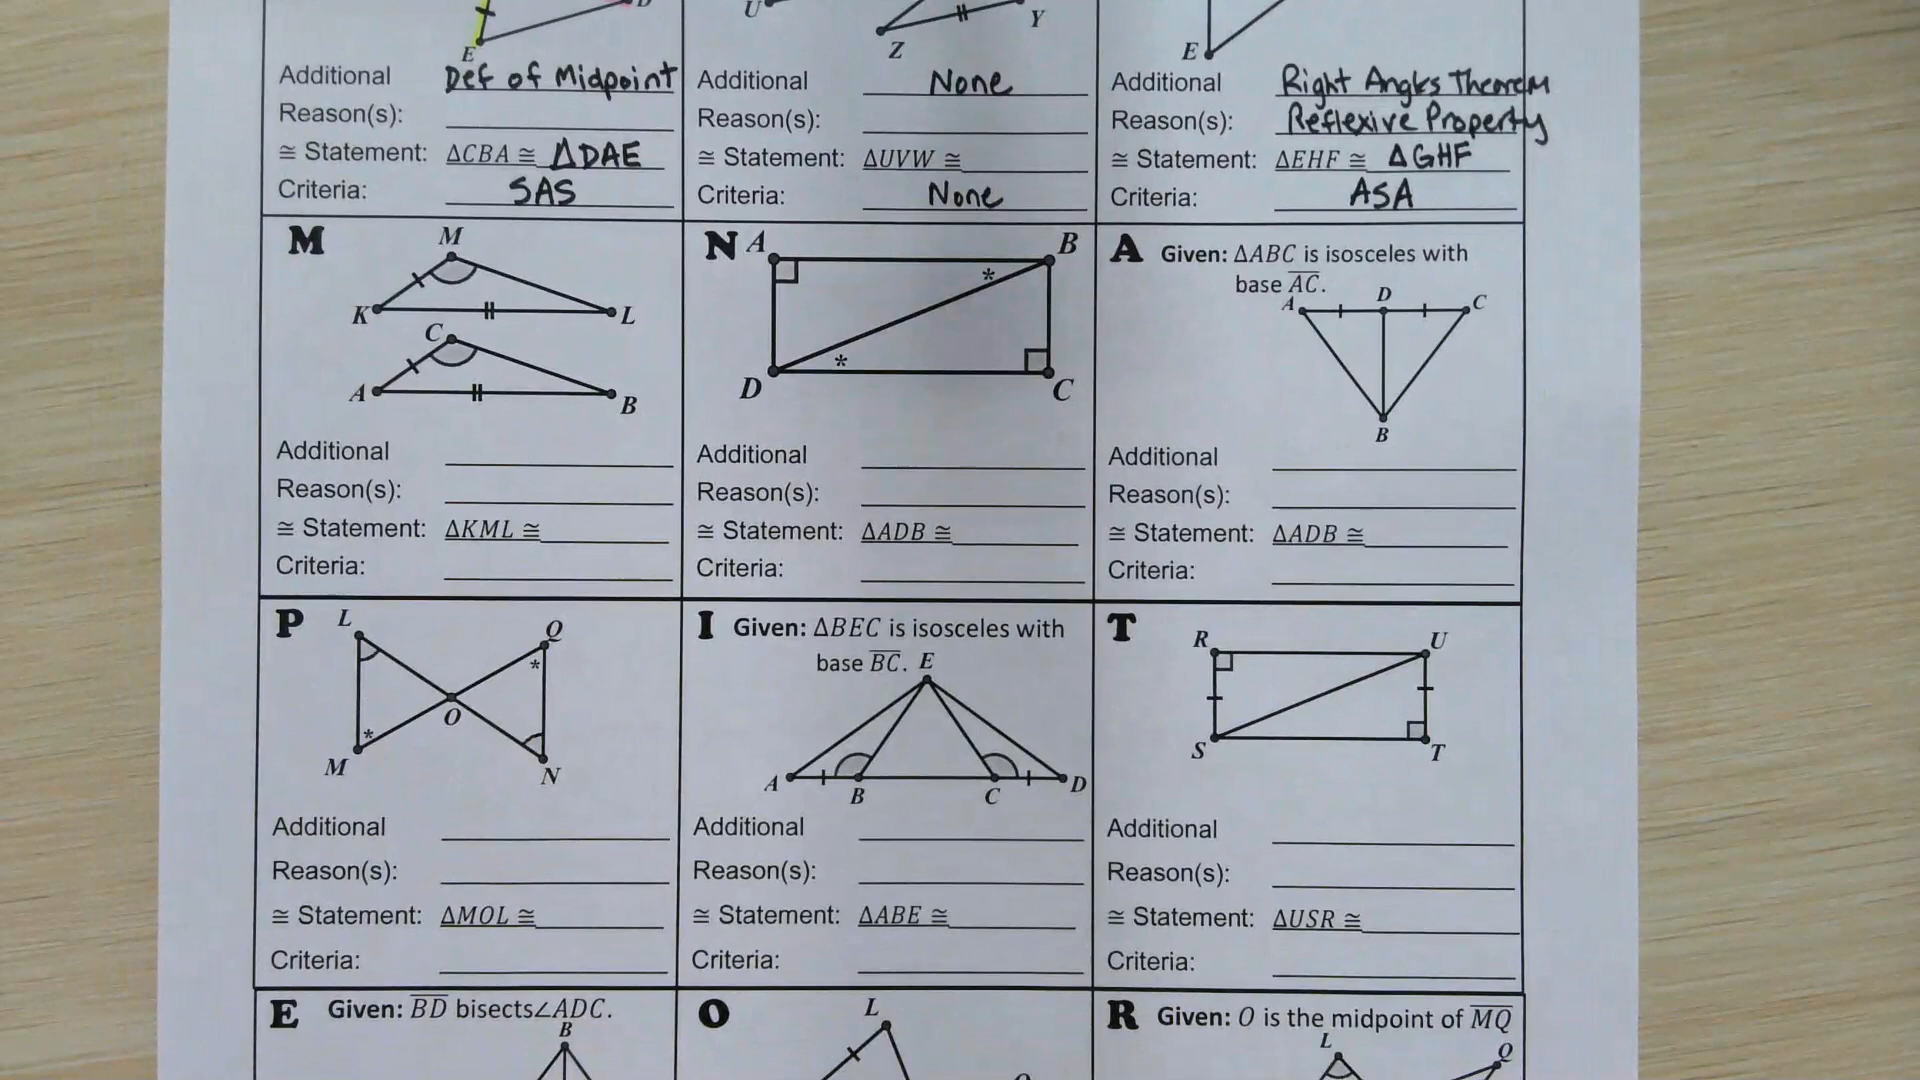 E
D
Additional Def of Midpoint
Reason(s):
≅ Statement: ΔCBA ≅ ΔDAE
Criteria: SAS
U
Z
Y
Additional None
Reason(s):
≅ Statement: ΔUVW ≅
Criteria: None
E
Additional Right Angles Theorem
Reason(s): Reflexive Property
≅ Statement: ΔEHF ≅ ΔGHF
Criteria: ASA
M
M
K
L
C
A
B
Additional
Reason(s):
≅ Statement: ΔKML ≅
Criteria:
N
A
B
*
*
D
C
Additional
Reason(s):
≅ Statement: ΔADB ≅
Criteria:
A Given: ΔABC is isosceles with
base A̅C̅.
A
D
C
B
Additional
Reason(s):
≅ Statement: ΔADB ≅
Criteria:
P
L
Q
*
O
*
M
N
Additional
Reason(s):
≅ Statement: ΔMOL ≅
Criteria:
I Given: ΔBEC is isosceles with
base B̅C̅. E
A
B
C
D
Additional
Reason(s):
≅ Statement: ΔABE ≅
Criteria:
T
R
U
S
T
Additional
Reason(s):
≅ Statement: ΔUSR ≅
Criteria:
E Given: B̅D̅ bisects∠ADC.
B
O
L
R Given: O is the midpoint of M̅Q̅
L
Q